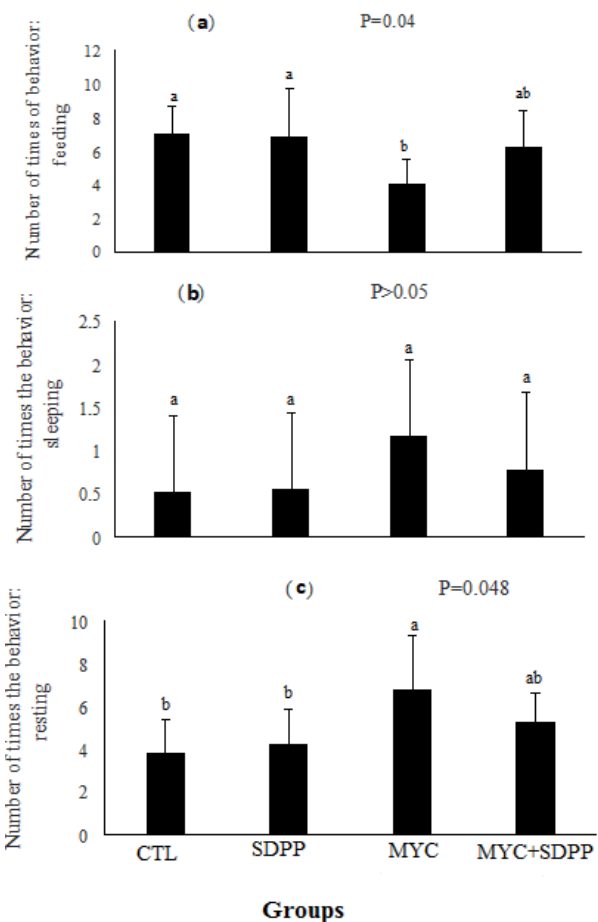 (a) P=0.04
Number of times of behavior:
feeding
12
10
8
6
4
2
0
a
a
b
ab
(b) P>0.05
Number of times the behavior:
sleeping
2.5
2
1.5
1
0.5
0
a
a
a
a
(c) P=0.048
Number of times the behavior:
resting
10
8
6
4
2
0
b
b
a
ab
CTL SDPP MYC MYC+SDPP
Groups